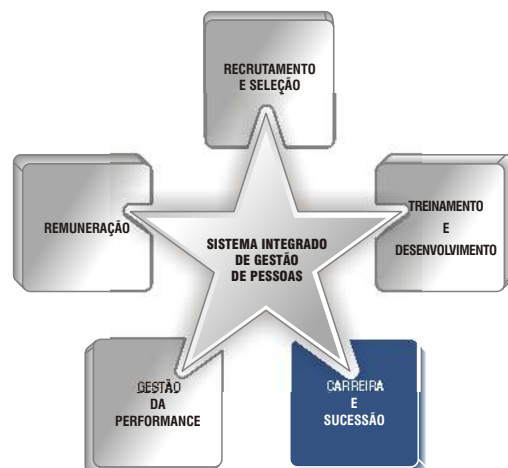 RECRUTAMENTO
E SELEÇÃO
REMUNERAÇÃO
TREINAMENTO
E
DESENVOLVIMENTO
SISTEMA INTEGRADO
DE GESTÃO
DE PESSOAS
GESTÃO
DA
PERFORMANCE
CARREIRA
E
SUCESSÃO